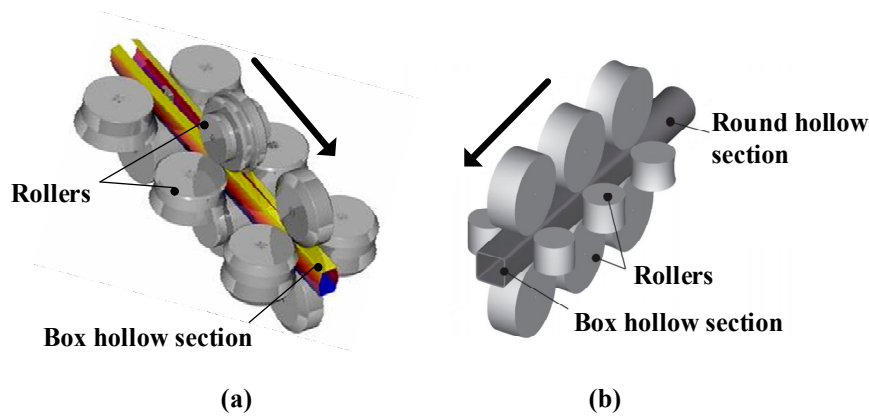 Rollers
Box hollow section
(a)
Round hollow
section
Rollers
Box hollow section
(b)